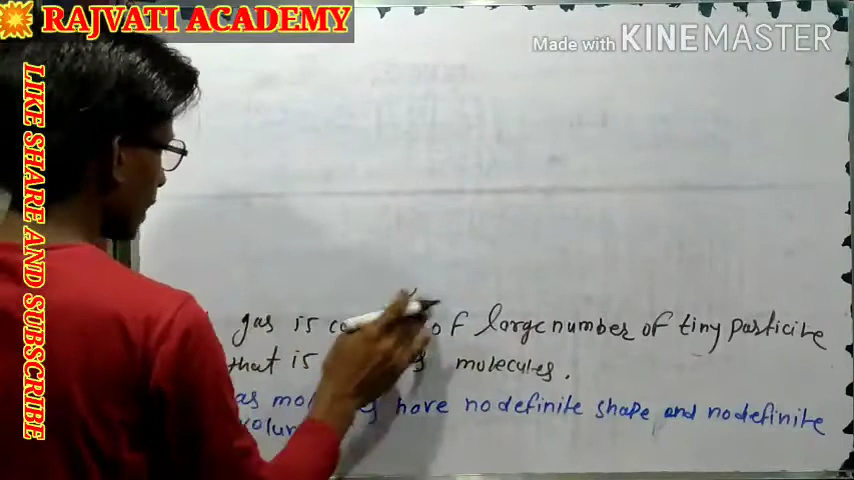 RAJVATI ACADEMY
Made with KINEMASTER
LIKE SHARE AND SUBSCRIBE
gas is of large number of tiny particire
that is molecules.
have no definite shape and no definite